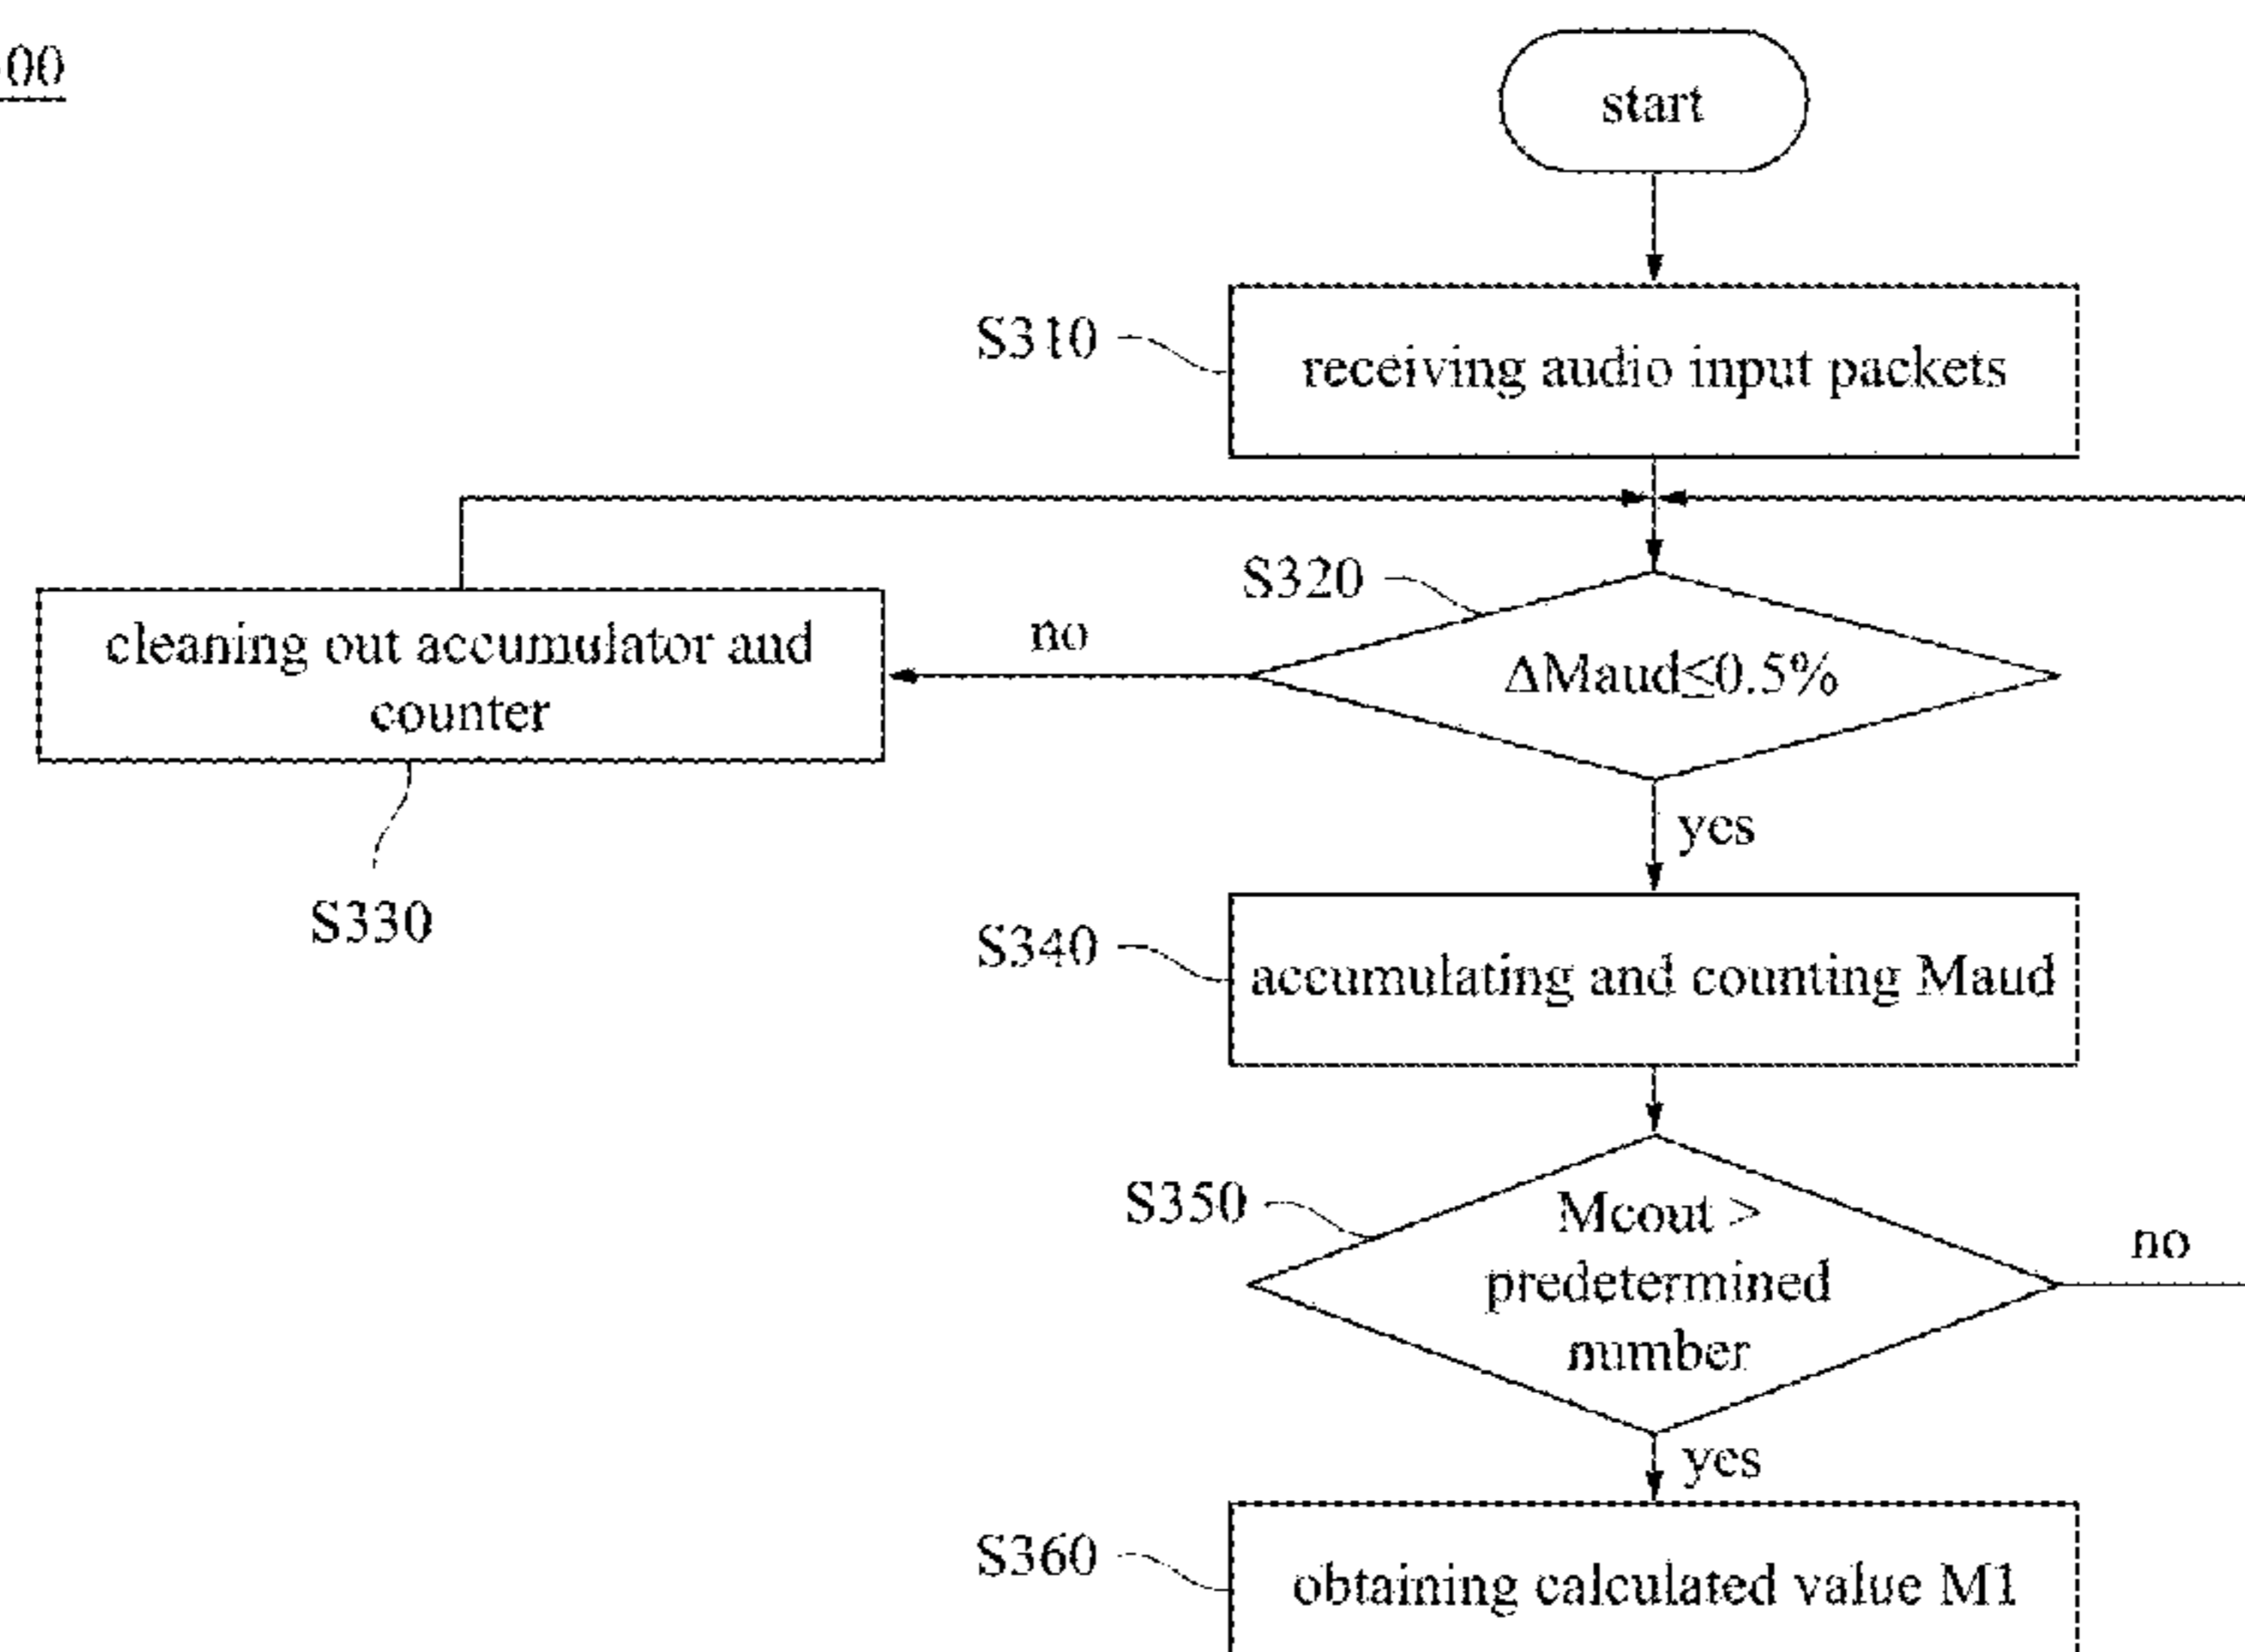 00
start
S310
receiving audio input packets
S320
no
ΔMaud≤0.5%
cleaning out accumulator and
counter
yes
S330
S340
accumulating and counting Maud
S350
Mcout >
predetermined
number
no
yes
S360
obtaining calculated value M1